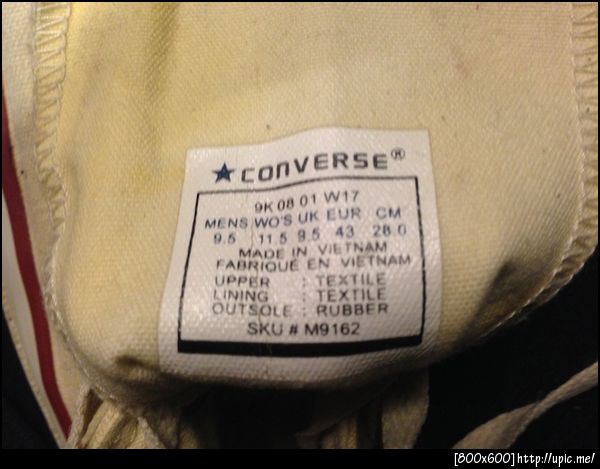 ★CONVERSE®
9K 08 01 W17
MENS WO'S UK EUR CM
9.5 11.5 9.5 43 28.0
MADE IN VIETNAM
FABRIQUÉ EN VIETNAM
UPPER : TEXTILE
LINING : TEXTILE
OUTSOLE : RUBBER
SKU # M9162
[800x600]http://upic.me/